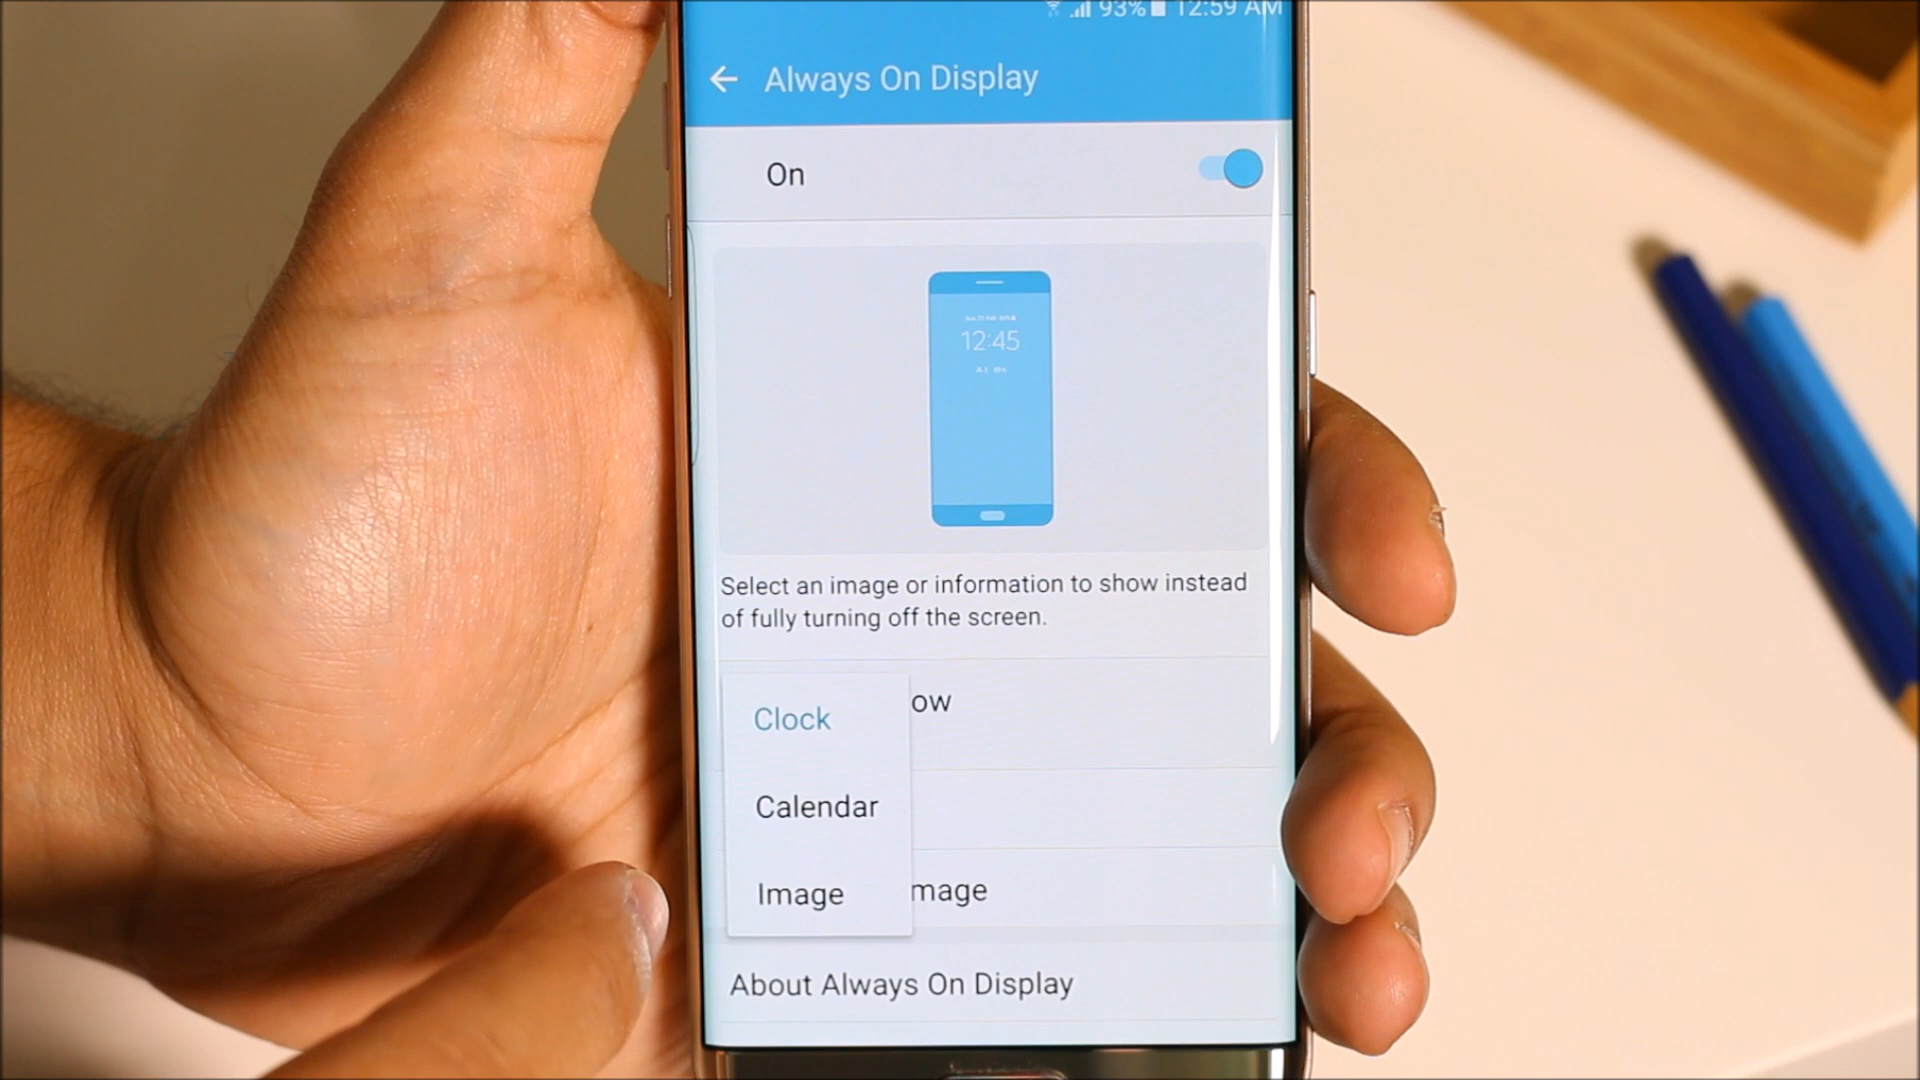 93% 12:59 AM
Always On Display
On
12:45
Select an image or information to show instead
of fully turning off the screen.
Clock
ow
Calendar
Image
mage
About Always On Display